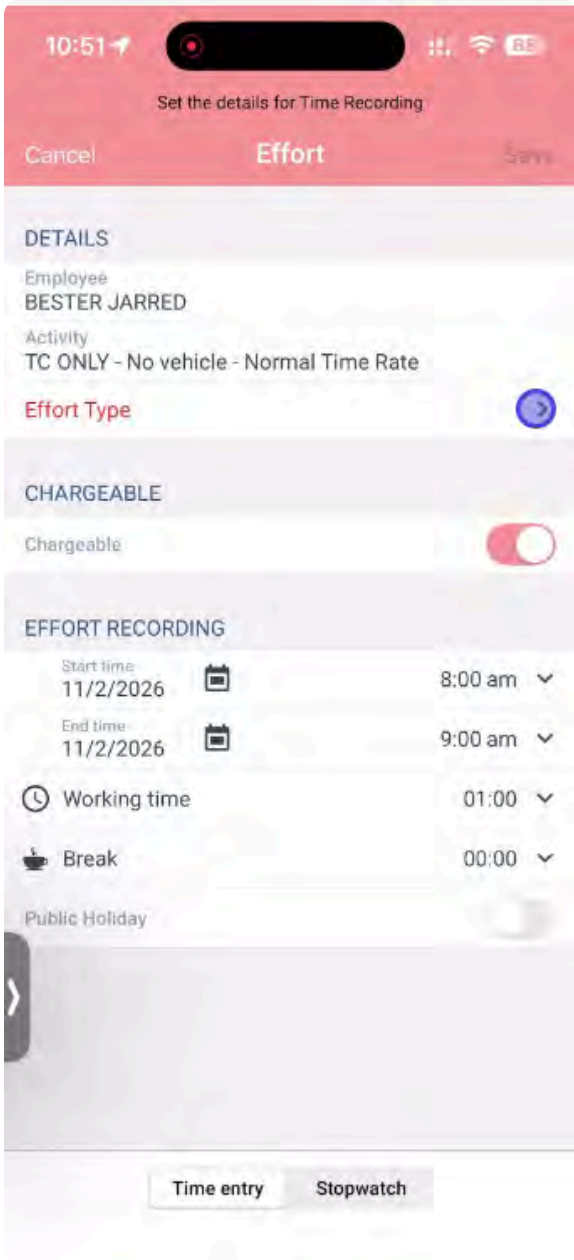 10:51
Set the details for Time Recording
Cancel Effort Save
DETAILS
Employee
BESTER JARRED
Activity
TC ONLY - No vehicle - Normal Time Rate
Effort Type
CHARGEABLE
Chargeable
EFFORT RECORDING
Start time
11/2/2026 8:00 am
End time
11/2/2026 9:00 am
Working time 01:00
Break 00:00
Public Holiday
Time entry Stopwatch